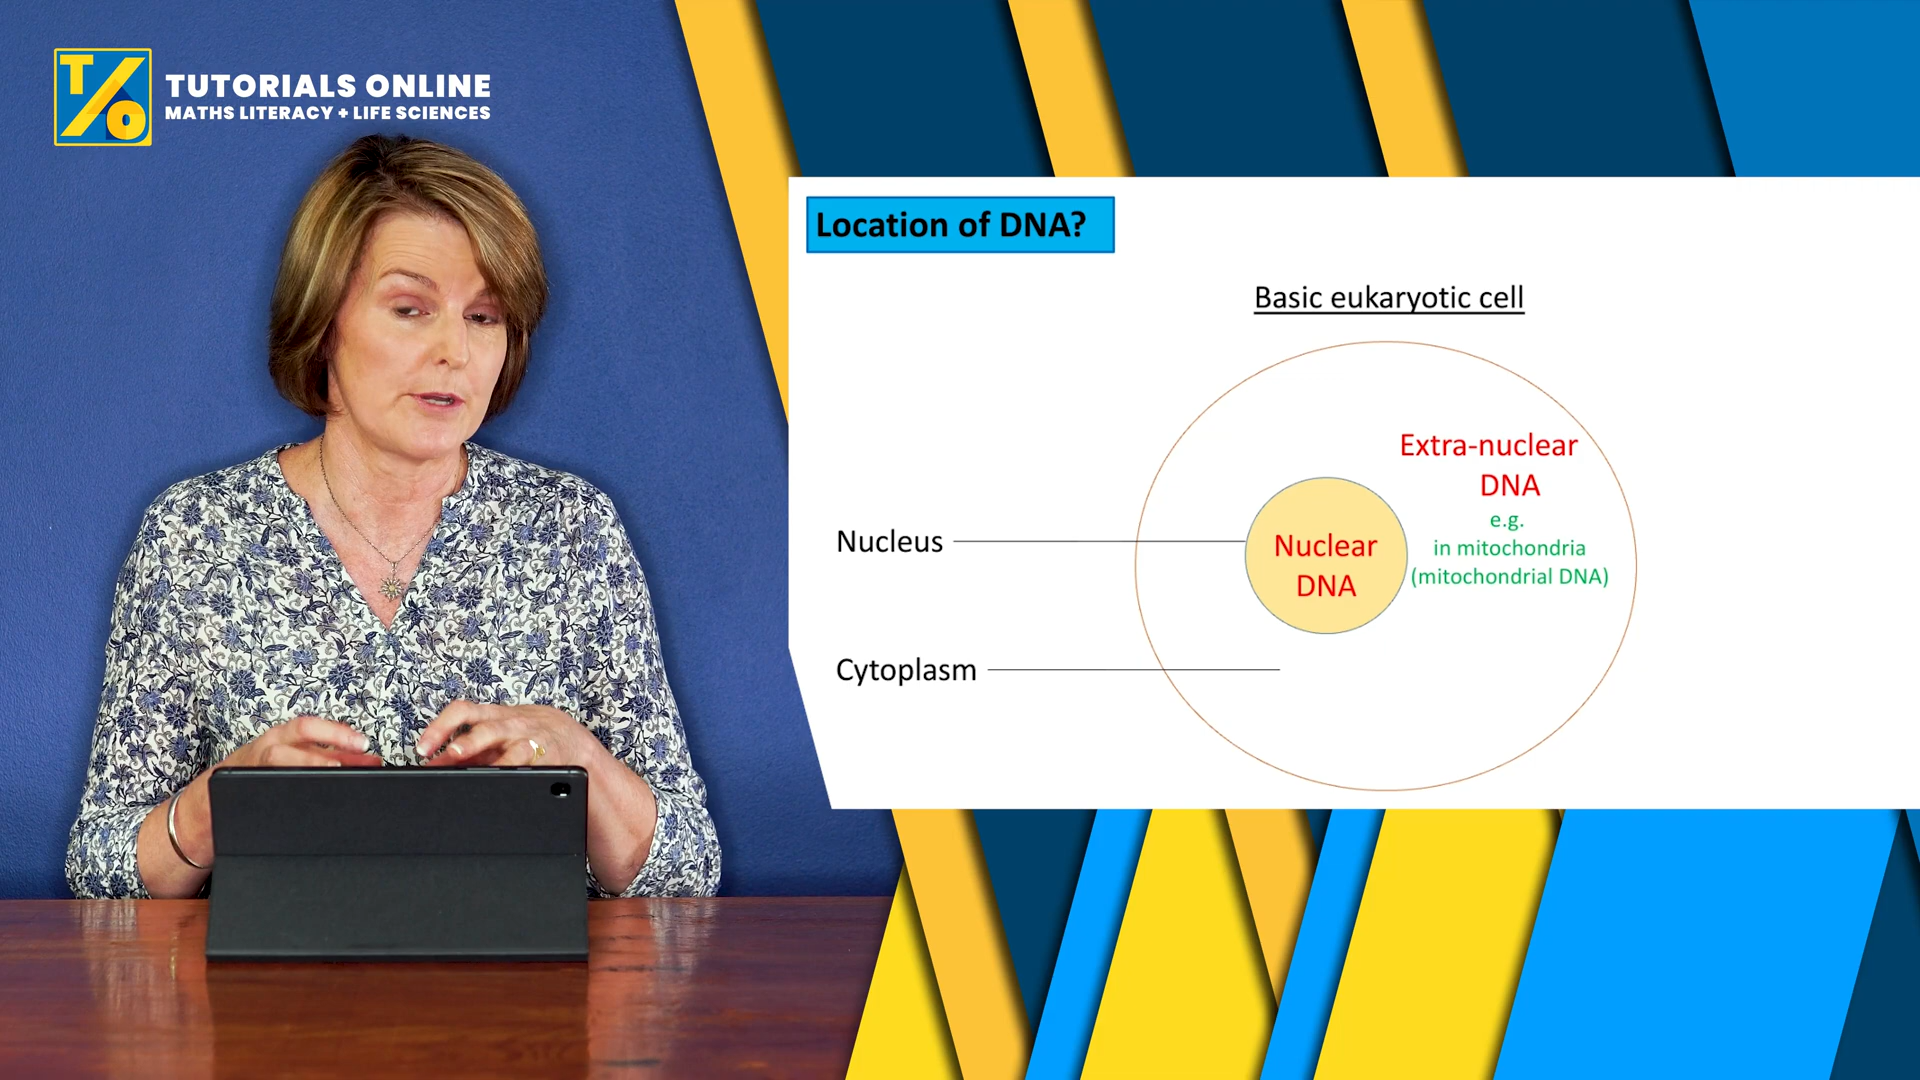 T/O
TUTORIALS ONLINE
MATHS LITERACY + LIFE SCIENCES
Location of DNA?
Basic eukaryotic cell
Extra-nuclear
DNA
e.g.
in mitochondria
(mitochondrial DNA)
Nucleus
Nuclear
DNA
Cytoplasm